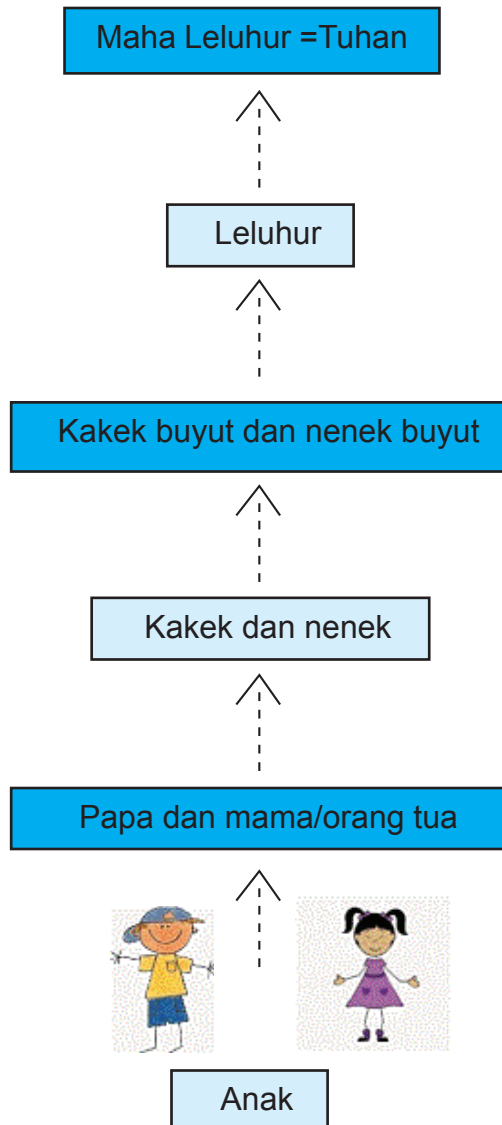 Maha Leluhur =Tuhan
Leluhur
Kakek buyut dan nenek buyut
Kakek dan nenek
Papa dan mama/orang tua
Anak